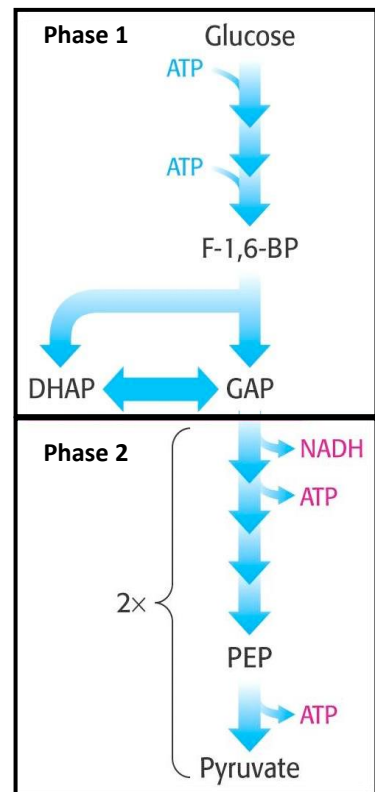 Phase 1
Glucose
ATP
ATP
F-1,6-BP
DHAP
GAP
Phase 2
NADH
ATP
2×
PEP
ATP
Pyruvate